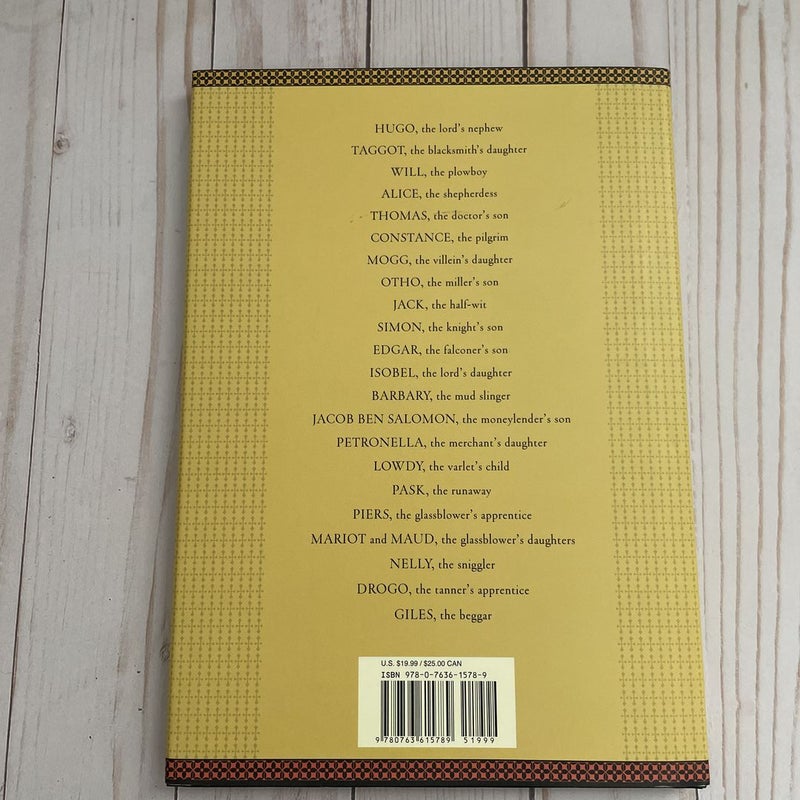 HUGO, the lord's nephew
TAGGOT, the blacksmith's daughter
WILL, the plowboy
ALICE, the shepherdess
THOMAS, the doctor's son
CONSTANCE, the pilgrim
MOGG, the villein's daughter
OTHO, the miller's son
JACK, the half-wit
SIMON, the knight's son
EDGAR, the falconer's son
ISOBEL, the lord's daughter
BARBARY, the mud slinger
JACOB BEN SALOMON, the moneylender's son
PETRONELLA, the merchant's daughter
LOWDY, the varlet's child
PASK, the runaway
PIERS, the glassblower's apprentice
MARIOT and MAUD, the glassblower's daughters
NELLY, the sniggler
DROGO, the tanner's apprentice
GILES, the beggar
U.S. $19.99 / $25.00 CAN
ISBN 978-0-7636-1578-9
9 780763 615789 51999